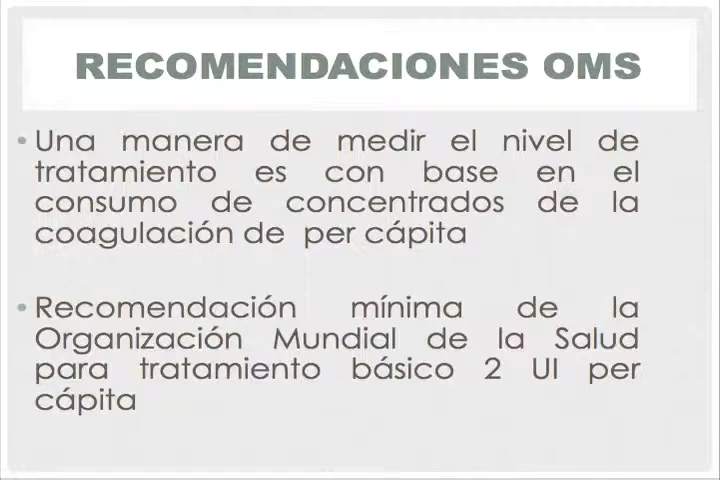 RECOMENDACIONES OMS
• Una manera de medir el nivel de
tratamiento es con base en el
consumo de concentrados de la
coagulación de per cápita
• Recomendación mínima de la
Organización Mundial de la Salud
para tratamiento básico 2 UI per
cápita